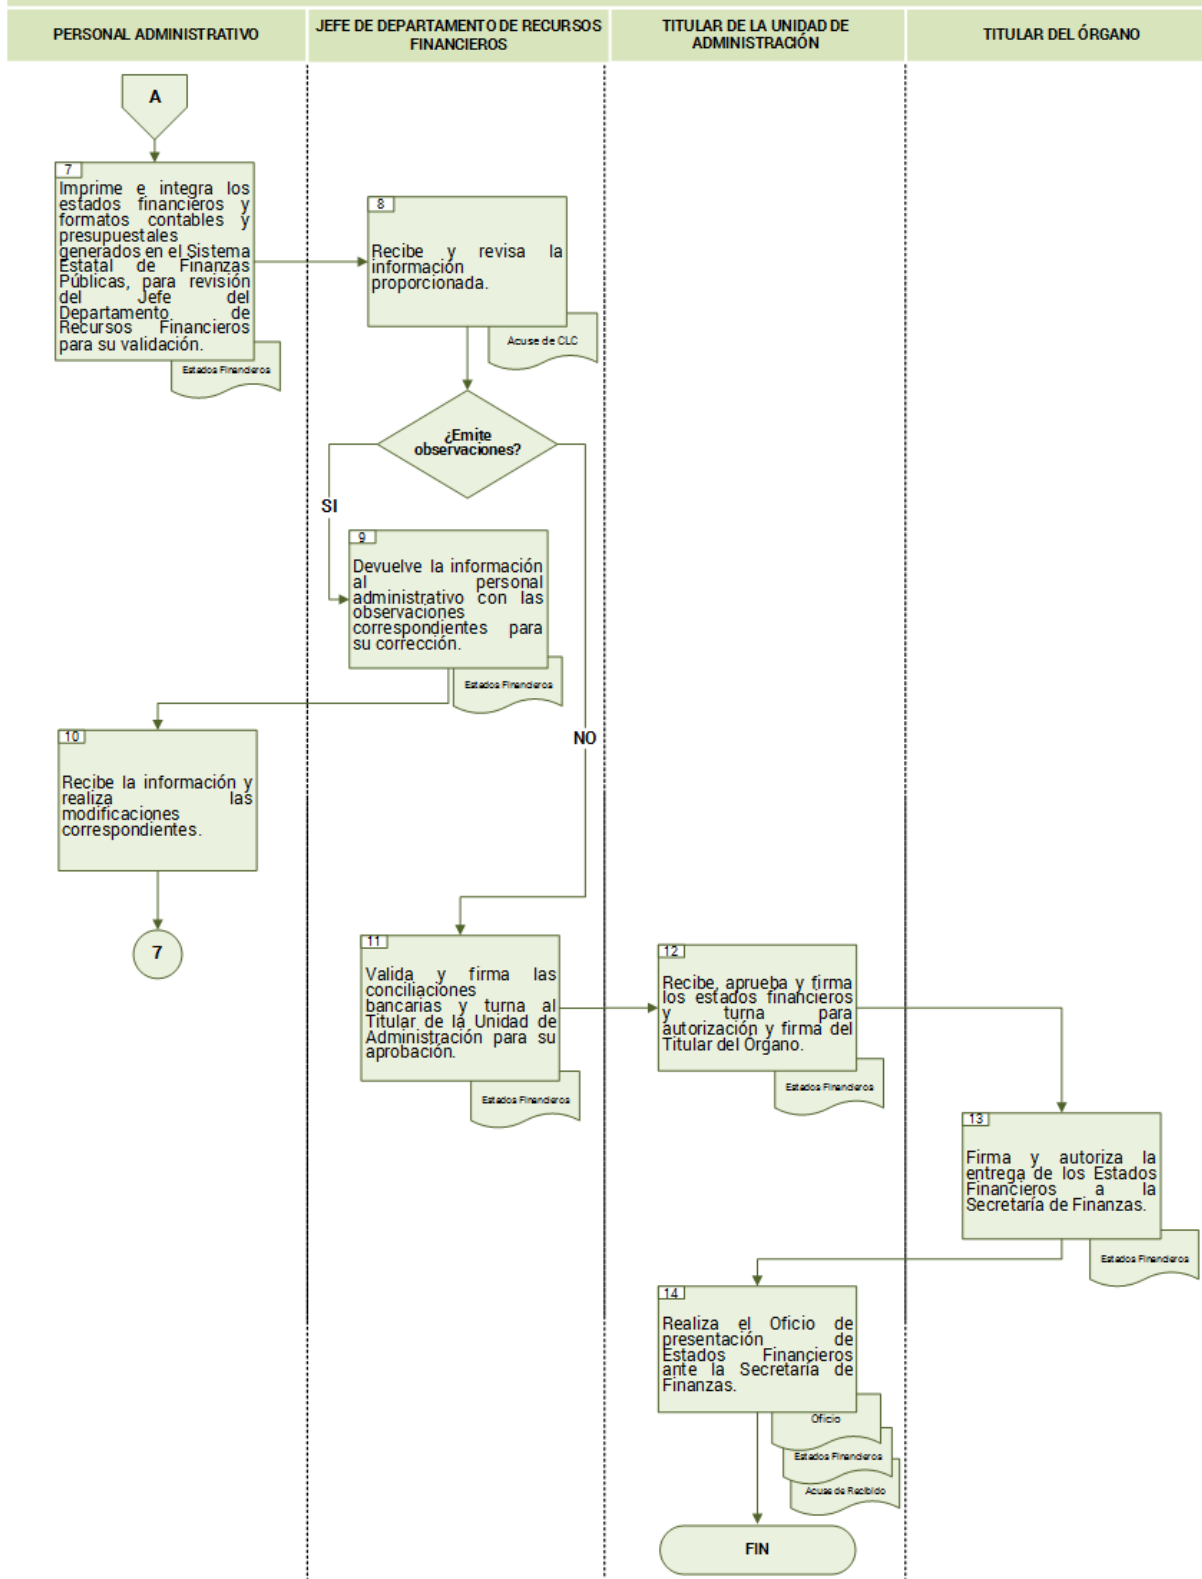 PERSONAL ADMINISTRATIVO
JEFE DE DEPARTAMENTO DE RECURSOS
FINANCIEROS
TITULAR DE LA UNIDAD DE
ADMINISTRACIÓN
TITULAR DEL ÓRGANO
A
7
Imprime e integra los
estados financieros y
formatos contables y
presupuestales
generados en el Sistema
Estatal de Finanzas
Públicas, para revisión
del Jefe del
Departamento de
Recursos Financieros
para su validación.
Estados Financieros
8
Recibe y revisa la
información
proporcionada.
Acuse de CLC
¿Emite
observaciones?
SI
NO
9
Devuelve la información
al personal
administrativo con las
observaciones
correspondientes para
su corrección.
Estados Financieros
10
Recibe la información y
realiza las
modificaciones
correspondientes.
7
11
Valida y firma las
conciliaciones
bancarias y turna al
Titular de la Unidad de
Administración para su
aprobación.
Estados Financieros
12
Recibe, aprueba y firma
los estados financieros
y turna para
autorización y firma del
Titular del Órgano.
Estados Financieros
13
Firma y autoriza la
entrega de los Estados
Financieros a la
Secretaría de Finanzas.
Estados Financieros
14
Realiza el Oficio de
presentación de
Estados Financieros
ante la Secretaría de
Finanzas.
Oficio
Estados Financieros
Acuse de Recibido
FIN